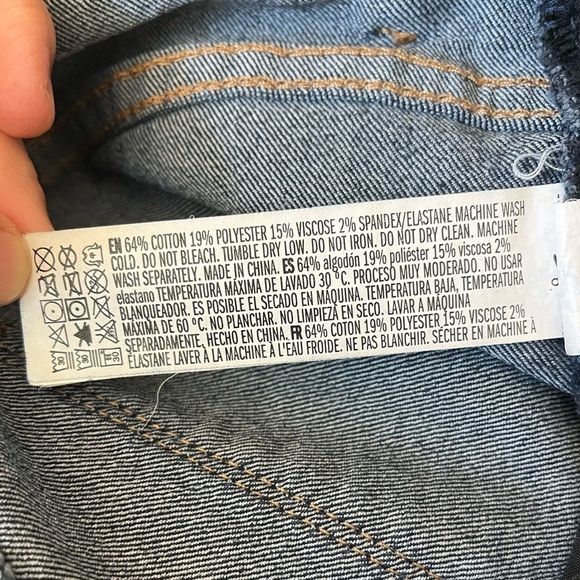 EN 64% COTTON 19% POLYESTER 15% VISCOSE 2% SPANDEX/ELASTANE MACHINE WASH
COLD. DO NOT BLEACH. TUMBLE DRY LOW. DO NOT IRON. DO NOT DRY CLEAN. MACHINE
WASH SEPARATELY. MADE IN CHINA. ES 64% algodón 19% poliéster 15% viscosa 2%
elastano TEMPERATURA MÁXIMA DE LAVADO 30 °C. PROCESO MUY MODERADO. NO USAR
BLANQUEADOR. ES POSIBLE EL SECADO EN MÁQUINA. TEMPERATURA BAJA, TEMPERATURA
MÁXIMA DE 60 °C. NO PLANCHAR. NO LIMPIEZA EN SECO. LAVAR A MÁQUINA
SEPARADAMENTE, HECHO EN CHINA. FR 64% COTON 19% POLYESTER 15% VISCOSE 2%
ÉLASTANE LAVER À LA MACHINE À L'EAU FROIDE. NE PAS BLANCHIR. SÉCHER EN MACHINE À